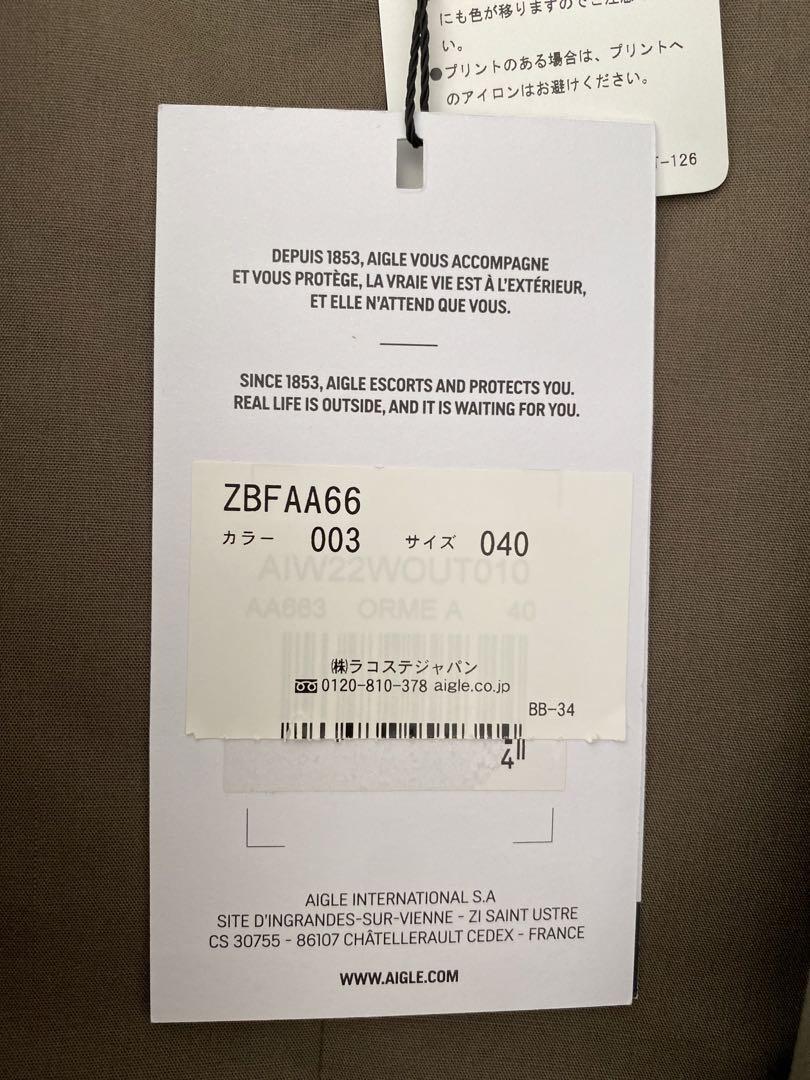 にも色が移りますのでご注意
い。
●プリントのある場合は、プリントへ
のアイロンはお避けください。
-126
DEPUIS 1853, AIGLE VOUS ACCOMPAGNE
ET VOUS PROTÈGE, LA VRAIE VIE EST À L'EXTÉRIEUR,
ET ELLE N'ATTEND QUE VOUS.
SINCE 1853, AIGLE ESCORTS AND PROTECTS YOU.
REAL LIFE IS OUTSIDE, AND IT IS WAITING FOR YOU.
ZBFAA66
カラー 003 サイズ 040
AIW22WOUT010
AA663 ORME A 40
㈱ラコステジャパン
0120-810-378 aigle.co.jp
BB-34
4
AIGLE INTERNATIONAL S.A
SITE D'INGRANDES-SUR-VIENNE - ZI SAINT USTRE
CS 30755 - 86107 CHÂTELLERAULT CEDEX - FRANCE
WWW.AIGLE.COM